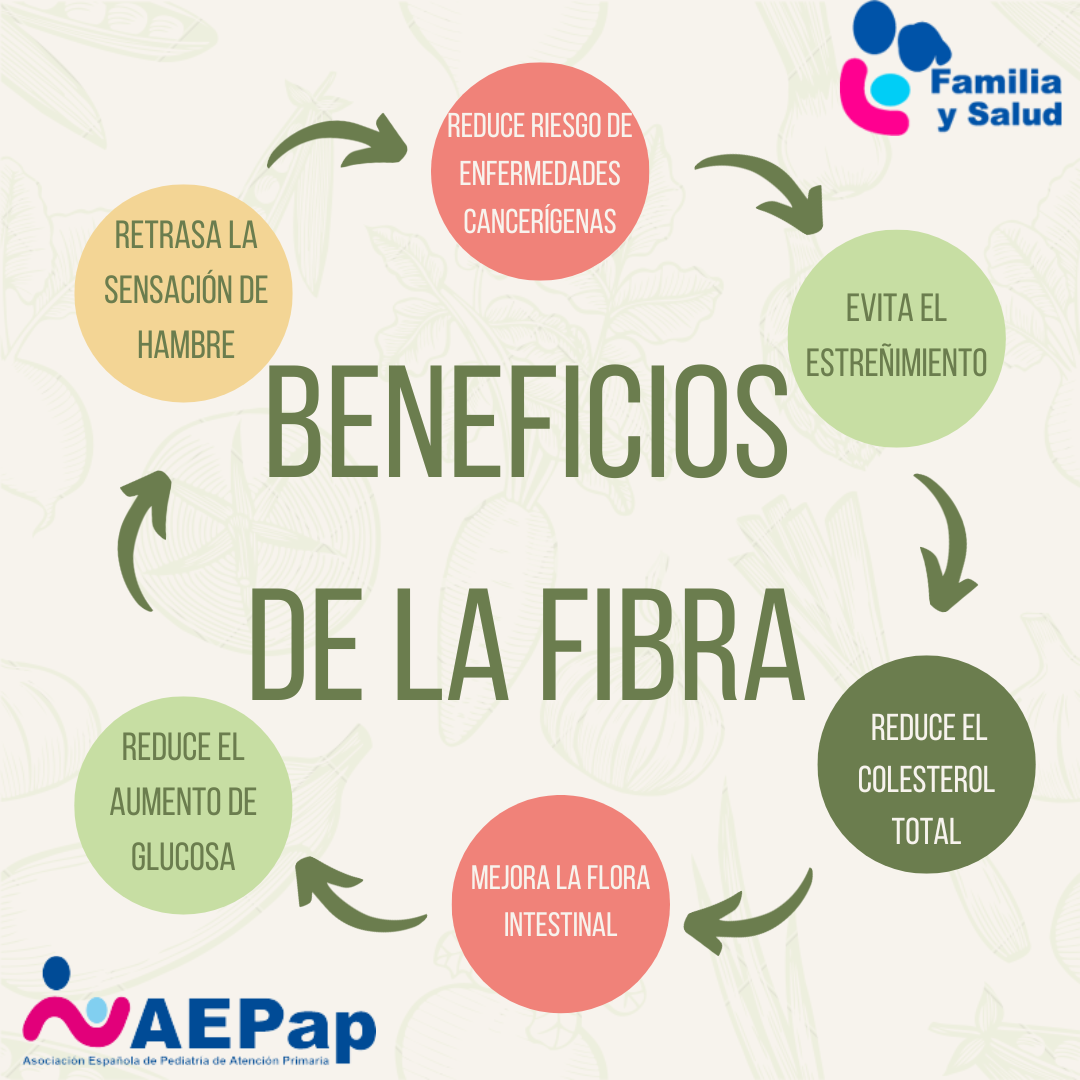 Familia
y Salud
REDUCE RIESGO DE
ENFERMEDADES
CANCERÍGENAS
EVITA EL
ESTREÑIMIENTO
REDUCE EL
COLESTEROL
TOTAL
MEJORA LA FLORA
INTESTINAL
REDUCE EL
AUMENTO DE
GLUCOSA
RETRASA LA
SENSACIÓN DE
HAMBRE
BENEFICIOS
DE LA FIBRA
AEPap
Asociación Española de Pediatría de Atención Primaria